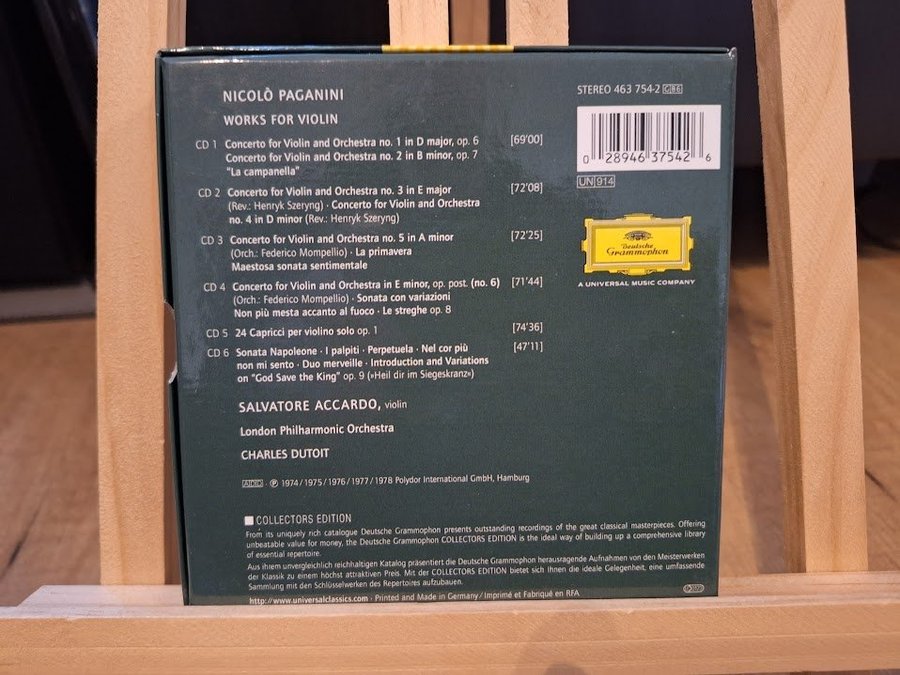 NICOLÒ PAGANINI
WORKS FOR VIOLIN
CD 1 Concerto for Violin and Orchestra no. 1 in D major, op. 6 [69'00]
Concerto for Violin and Orchestra no. 2 in B minor, op. 7
"La campanella"
CD 2 Concerto for Violin and Orchestra no. 3 in E major [72'08]
(Rev.: Henryk Szeryng) · Concerto for Violin and Orchestra
no. 4 in D minor (Rev.: Henryk Szeryng)
CD 3 Concerto for Violin and Orchestra no. 5 in A minor [72'25]
(Orch.: Federico Mompellio) · La primavera
Maestosa sonata sentimentale
CD 4 Concerto for Violin and Orchestra in E minor, op. post. (no. 6) [71'44]
(Orch.: Federico Mompellio) · Sonata con variazioni
Non più mesta accanto al fuoco · Le streghe op. 8
CD 5 24 Capricci per violino solo op. 1 [74'36]
CD 6 Sonata Napoleone · I palpiti · Perpetuela · Nel cor più [47'11]
non mi sento · Duo merveille · Introduction and Variations
on "God Save the King" op. 9 (»Heil dir im Siegeskranz«)
SALVATORE ACCARDO, violin
London Philharmonic Orchestra
CHARLES DUTOIT
ADD · ℗ 1974/1975/1976/1977/1978 Polydor International GmbH, Hamburg
COLLECTORS EDITION
From its uniquely rich catalogue Deutsche Grammophon presents outstanding recordings of the great classical masterpieces. Offering
unbeatable value for money, the Deutsche Grammophon COLLECTORS EDITION is the ideal way of building up a comprehensive library
of essential repertoire.
Aus ihrem unvergleichlich reichhaltigen Katalog präsentiert die Deutsche Grammophon herausragende Aufnahmen von den Meisterwerken
der Klassik zu einem höchst attraktiven Preis. Mit der COLLECTORS EDITION bietet sich Ihnen die ideale Gelegenheit, eine umfassende
Sammlung mit den Schlüsselwerken des Repertoires aufzubauen.
http://www.universalclassics.com · Printed and Made in Germany/Imprimé et Fabriqué en RFA
STEREO 463 754-2 GB6
0 28946 37542 6
UN 914
Deutsche
Grammophon
A UNIVERSAL MUSIC COMPANY